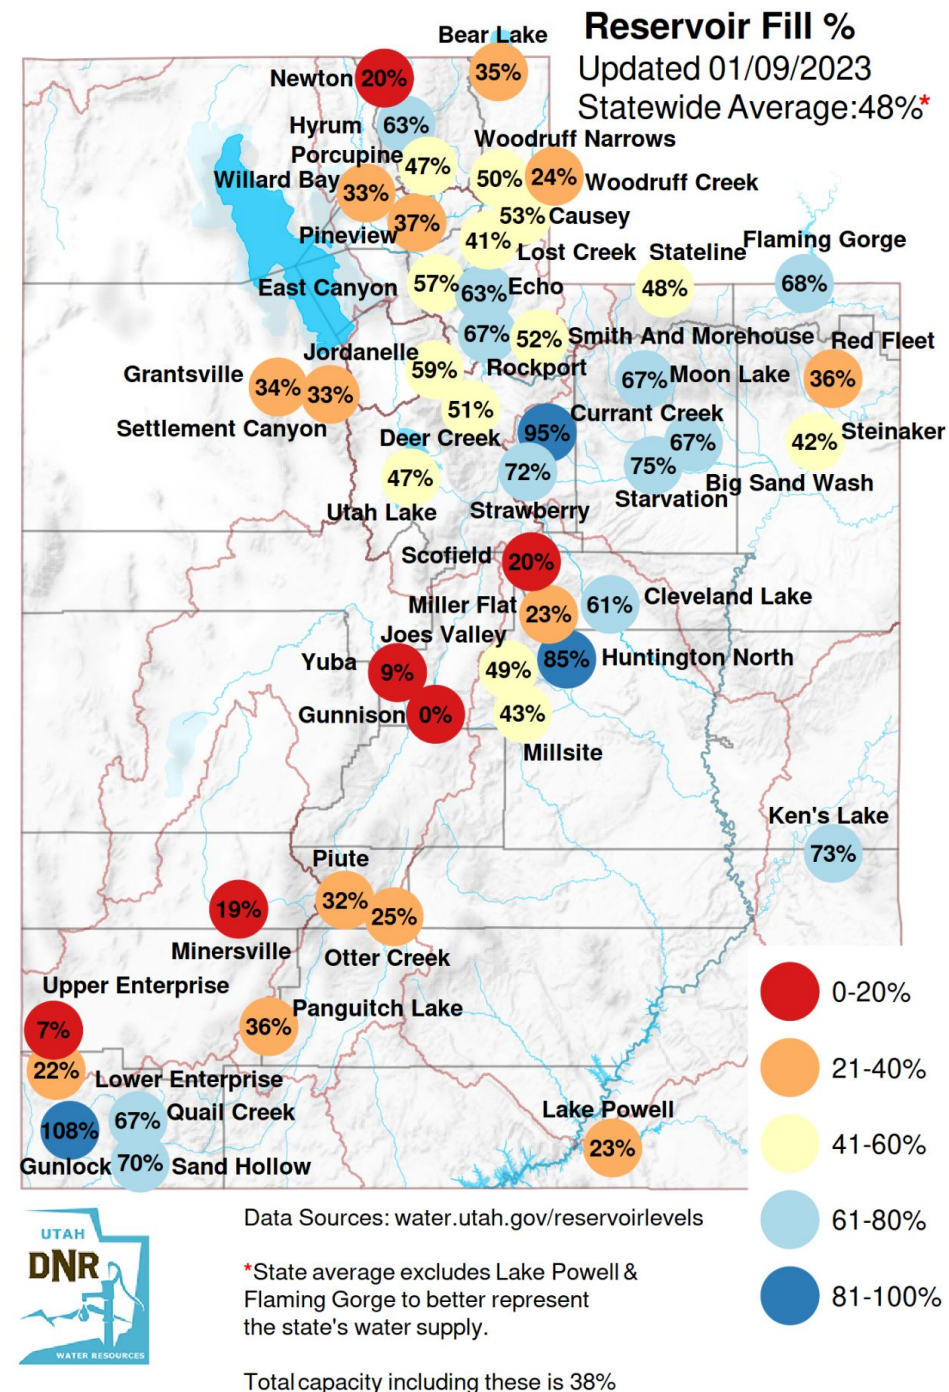 Reservoir Fill %
Updated 01/09/2023
Statewide Average:48%*
Bear Lake
35%
Newton
20%
Hyrum
63%
Porcupine
47%
Woodruff Narrows
50%
24%
Woodruff Creek
Willard Bay
33%
Pineview
37%
53%
Causey
41%
Lost Creek
Stateline
48%
Flaming Gorge
68%
East Canyon
57%
63%
Echo
67%
Rockport
52%
Smith And Morehouse
Red Fleet
36%
Jordanelle
59%
Grantsville
34%
33%
Settlement Canyon
67%
Moon Lake
51%
Deer Creek
Currant Creek
95%
67%
Big Sand Wash
42%
Steinaker
47%
Utah Lake
72%
Strawberry
75%
Starvation
Scofield
20%
Miller Flat
23%
61%
Cleveland Lake
Joes Valley
49%
85%
Huntington North
Yuba
9%
Gunnison
0%
43%
Millsite
Ken's Lake
73%
Piute
32%
25%
Otter Creek
19%
Minersville
Upper Enterprise
7%
22%
Lower Enterprise
Panguitch Lake
36%
108%
Gunlock
67%
Quail Creek
70%
Sand Hollow
Lake Powell
23%
0-20%
21-40%
41-60%
61-80%
81-100%
UTAH
DNR
WATER RESOURCES
Data Sources: water.utah.gov/reservoirlevels
*State average excludes Lake Powell &
Flaming Gorge to better represent
the state's water supply.
Total capacity including these is 38%